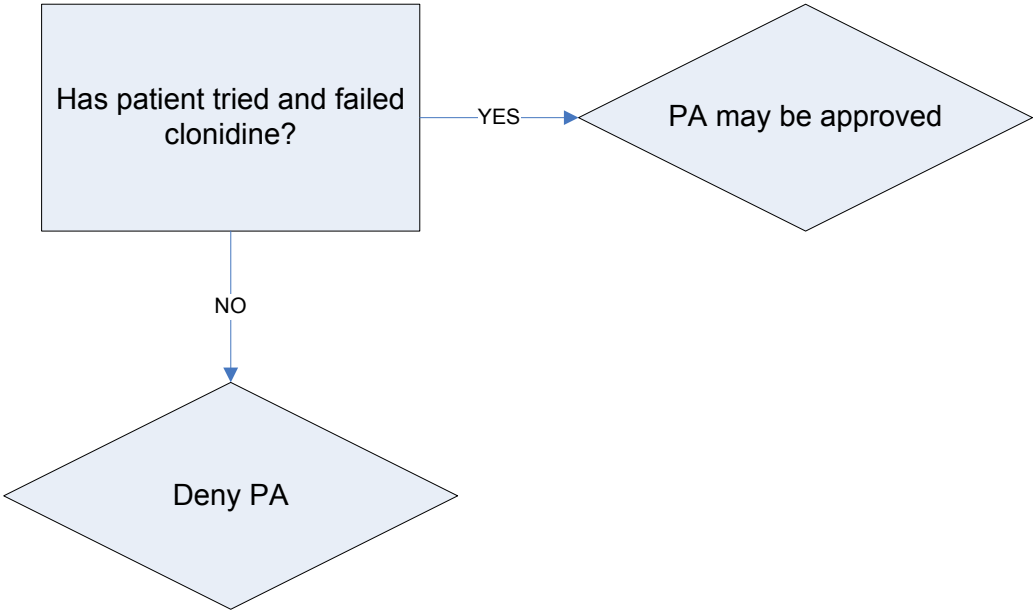 Has patient tried and failed
clonidine?
YES
PA may be approved
NO
Deny PA